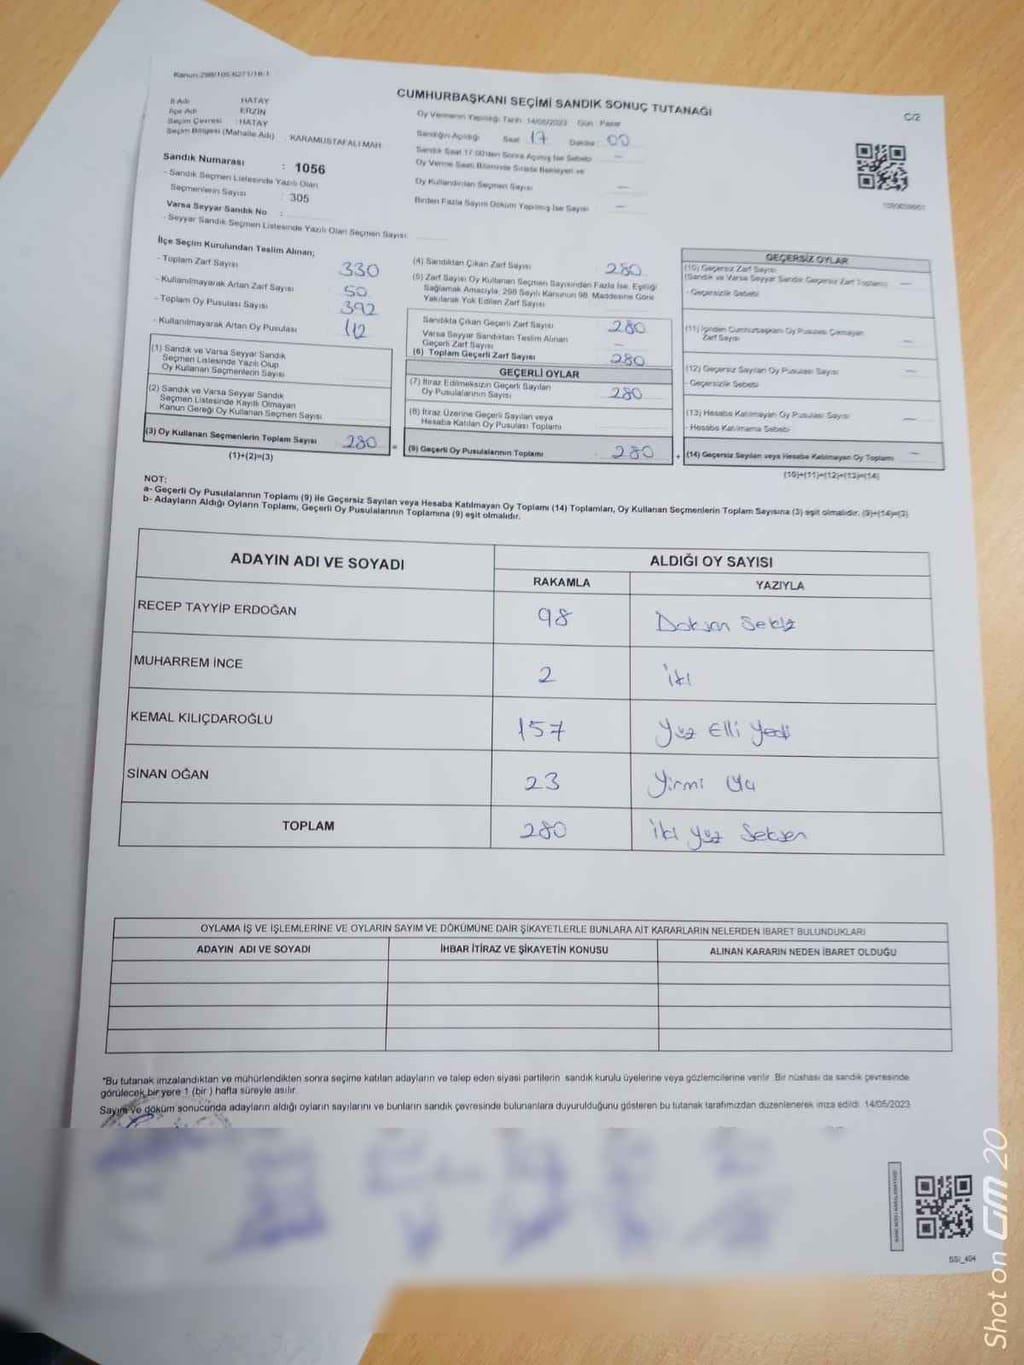 Kanun:298/105-6271/16-1
CUMHURBAŞKANI SEÇİMİ SANDIK SONUÇ TUTANAĞI
C/2
İl Adı HATAY
İlçe Adı ERZİN
Seçim Çevresi : HATAY
Seçim Bölgesi (Mahalle Adı) : KARAMUSTAFALI MAH
Sandık Numarası : 1056
- Sandık Seçmen Listesinde Yazılı Olan
Seçmenlerin Sayısı : 305
Varsa Seyyar Sandık No :
- Seyyar Sandık Seçmen Listesinde Yazılı Olan Seçmen Sayısı:
Oy Vermenin Yapıldığı Tarih: 14/05/2023 Gün : Pazar
Sandığın Açıldığı Saat 17 Dakika : 00
Sandık Saat 17:00'den Sonra Açılmış İse Sebebi —
Oy Verme Saati Bitiminde Sırada Bekleyen ve
Oy Kullandırılan Seçmen Sayısı —
Birden Fazla Sayım Döküm Yapılmış İse Sayısı —
İlçe Seçim Kurulundan Teslim Alınan;
- Toplam Zarf Sayısı 330
- Kullanılmayarak Artan Zarf Sayısı 50
- Toplam Oy Pusulası Sayısı 392
- Kullanılmayarak Artan Oy Pusulası 112
(1) Sandık ve Varsa Seyyar Sandık
Seçmen Listesinde Yazılı Olup
Oy Kullanan Seçmenlerin Sayısı
(2) Sandık ve Varsa Seyyar Sandık
Seçmen Listesinde Kayıtlı Olmayan
Kanun Gereği Oy Kullanan Seçmen Sayısı
(3) Oy Kullanan Seçmenlerin Toplam Sayısı 280 =
(1)+(2)=(3)
(4) Sandıktan Çıkan Zarf Sayısı 280
(5) Zarf Sayısı Oy Kullanan Seçmen Sayısından Fazla İse, Eşitliği
Sağlamak Amacıyla, 298 Sayılı Kanunun 98. Maddesine Göre
Yakılarak Yok Edilen Zarf Sayısı
Sandıkta Çıkan Geçerli Zarf Sayısı 280
Varsa Seyyar Sandıktan Teslim Alınan
Geçerli Zarf Sayısı —
(6) Toplam Geçerli Zarf Sayısı 280
GEÇERLİ OYLAR
(7) İtiraz Edilmeksizin Geçerli Sayılan
Oy Pusulalarının Sayısı 280
(8) İtiraz Üzerine Geçerli Sayılan veya
Hesaba Katılan Oy Pusulası Toplamı
(9) Geçerli Oy Pusulalarının Toplamı 280 +
GEÇERSİZ OYLAR
(10) Geçersiz Zarf Sayısı
(Sandık ve Varsa Seyyar Sandık Geçersiz Zarf Toplamı) —
- Geçersizlik Sebebi
(11) İçinden Cumhurbaşkanı Oy Pusulası Çıkmayan
Zarf Sayısı —
(12) Geçersiz Sayılan Oy Pusulası Sayısı —
- Geçersizlik Sebebi
(13) Hesaba Katılmayan Oy Pusulası Sayısı —
- Hesaba Katılmama Sebebi
(14) Geçersiz Sayılan veya Hesaba Katılmayan Oy Toplamı —
(10)+(11)+(12)+(13)=(14)
NOT:
a- Geçerli Oy Pusulalarının Toplamı (9) ile Geçersiz Sayılan veya Hesaba Katılmayan Oy Toplamı (14) Toplamları, Oy Kullanan Seçmenlerin Toplam Sayısına (3) eşit olmalıdır. (9)+(14)=(3)
b- Adayların Aldığı Oyların Toplamı, Geçerli Oy Pusulalarının Toplamına (9) eşit olmalıdır.
ADAYIN ADI VE SOYADI ALDIĞI OY SAYISI
RAKAMLA YAZIYLA
RECEP TAYYİP ERDOĞAN 98 Doksan Sekiz
MUHARREM İNCE 2 İki
KEMAL KILIÇDAROĞLU 157 Yüz Elli Yedi
SİNAN OĞAN 23 Yirmi Üç
TOPLAM 280 İki Yüz Seksen
OYLAMA İŞ VE İŞLEMLERİNE VE OYLARIN SAYIM VE DÖKÜMÜNE DAİR ŞİKAYETLERLE BUNLARA AİT KARARLARIN NELERDEN İBARET BULUNDUKLARI
ADAYIN ADI VE SOYADI İHBAR İTİRAZ VE ŞİKAYETİN KONUSU ALINAN KARARIN NEDEN İBARET OLDUĞU
*Bu tutanak imzalandıktan ve mühürlendikten sonra seçime katılan adayların ve talep eden siyasi partilerin sandık kurulu üyelerine veya gözlemcilerine verilir. Bir nüshası da sandık çevresinde
görülecek bir yere 1 (bir ) hafta süreyle asılır.
Sayım ve döküm sonucunda adayların aldığı oyların sayılarını ve bunların sandık çevresinde bulunanlara duyurulduğunu gösteren bu tutanak tarafımızdan düzenlenerek imza edildi. 14/05/2023
SSI_404
Shot on GM 20